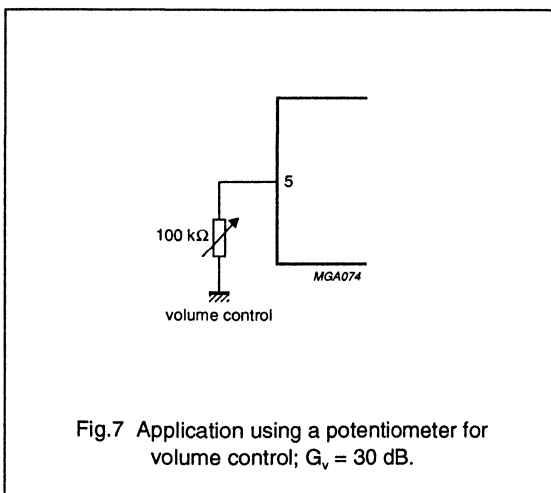 5
100 kΩ
MGA074
volume control
Fig.7 Application using a potentiometer for
volume control; Gv = 30 dB.